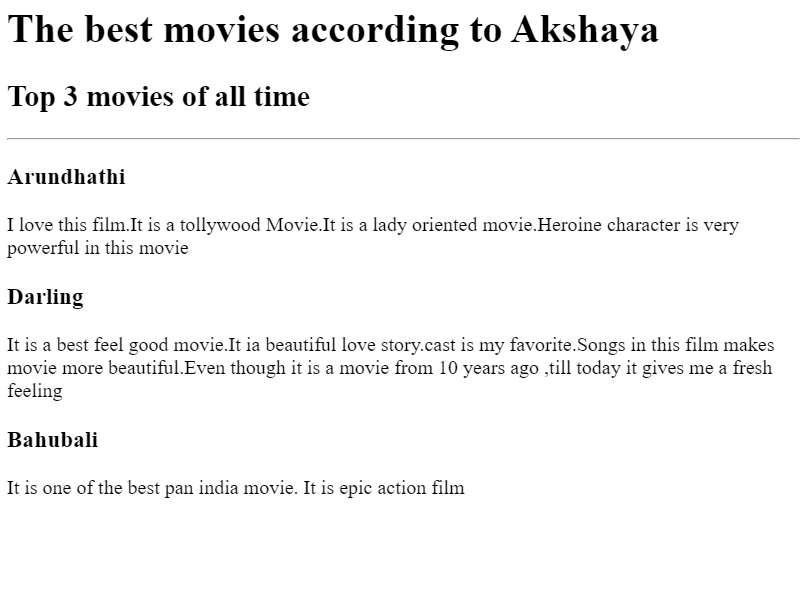 The best movies according to Akshaya
Top 3 movies of all time
Arundhathi
I love this film.It is a tollywood Movie.It is a lady oriented movie.Heroine character is very
powerful in this movie
Darling
It is a best feel good movie.It ia beautiful love story.cast is my favorite.Songs in this film makes
movie more beautiful.Even though it is a movie from 10 years ago ,till today it gives me a fresh
feeling
Bahubali
It is one of the best pan india movie. It is epic action film